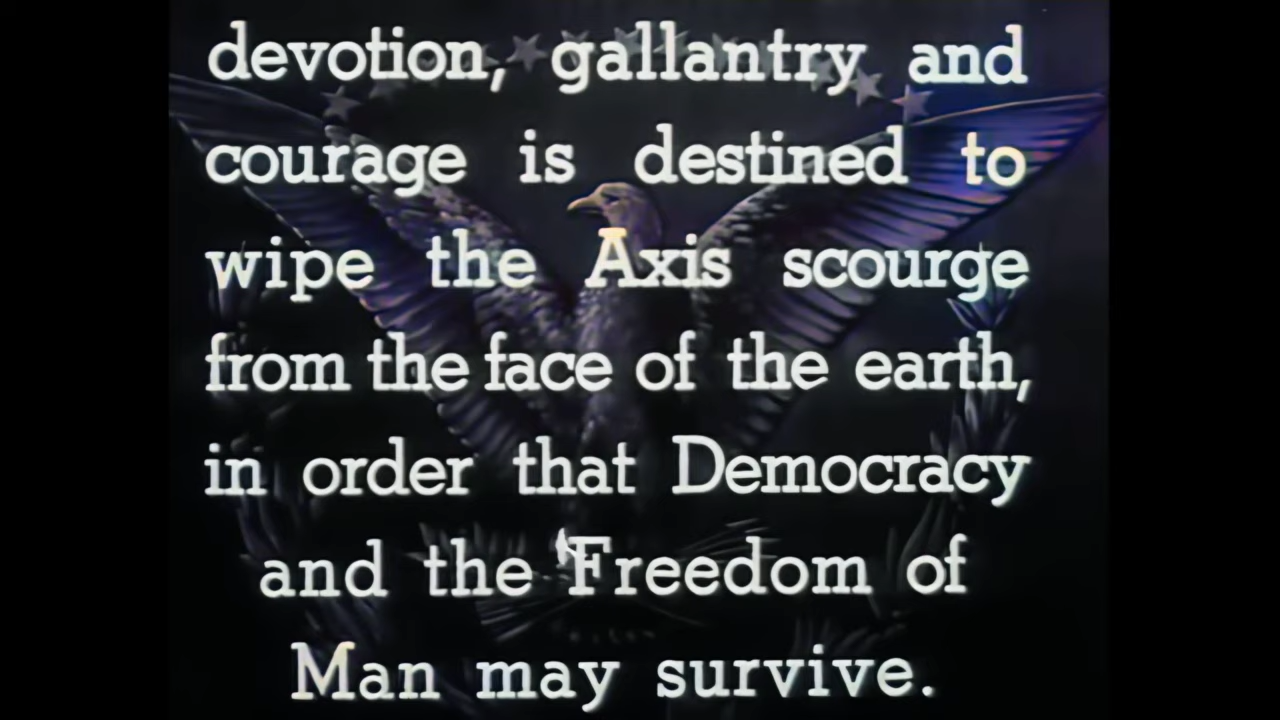 devotion, gallantry and
courage is destined to
wipe the Axis scourge
from the face of the earth,
in order that Democracy
and the Freedom of
Man may survive.